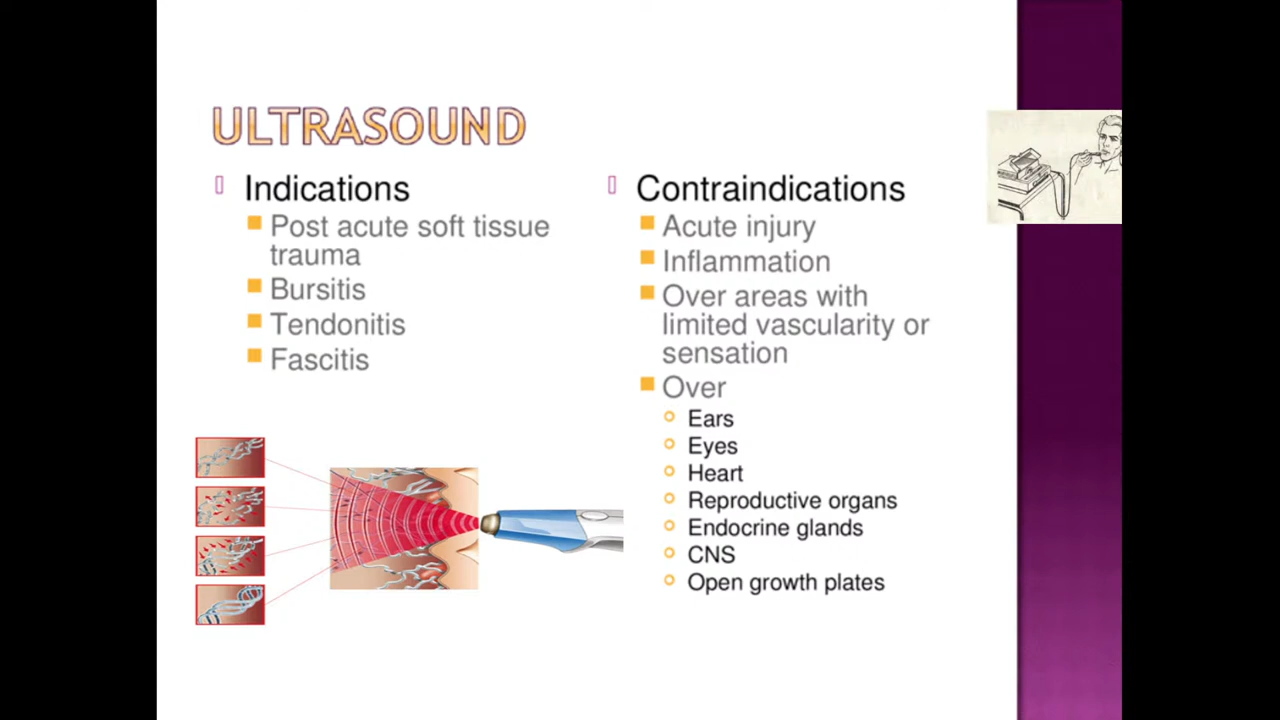 ULTRASOUND
Indications
Post acute soft tissue
trauma
Bursitis
Tendonitis
Fascitis
Contraindications
Acute injury
Inflammation
Over areas with
limited vascularity or
sensation
Over
Ears
Eyes
Heart
Reproductive organs
Endocrine glands
CNS
Open growth plates